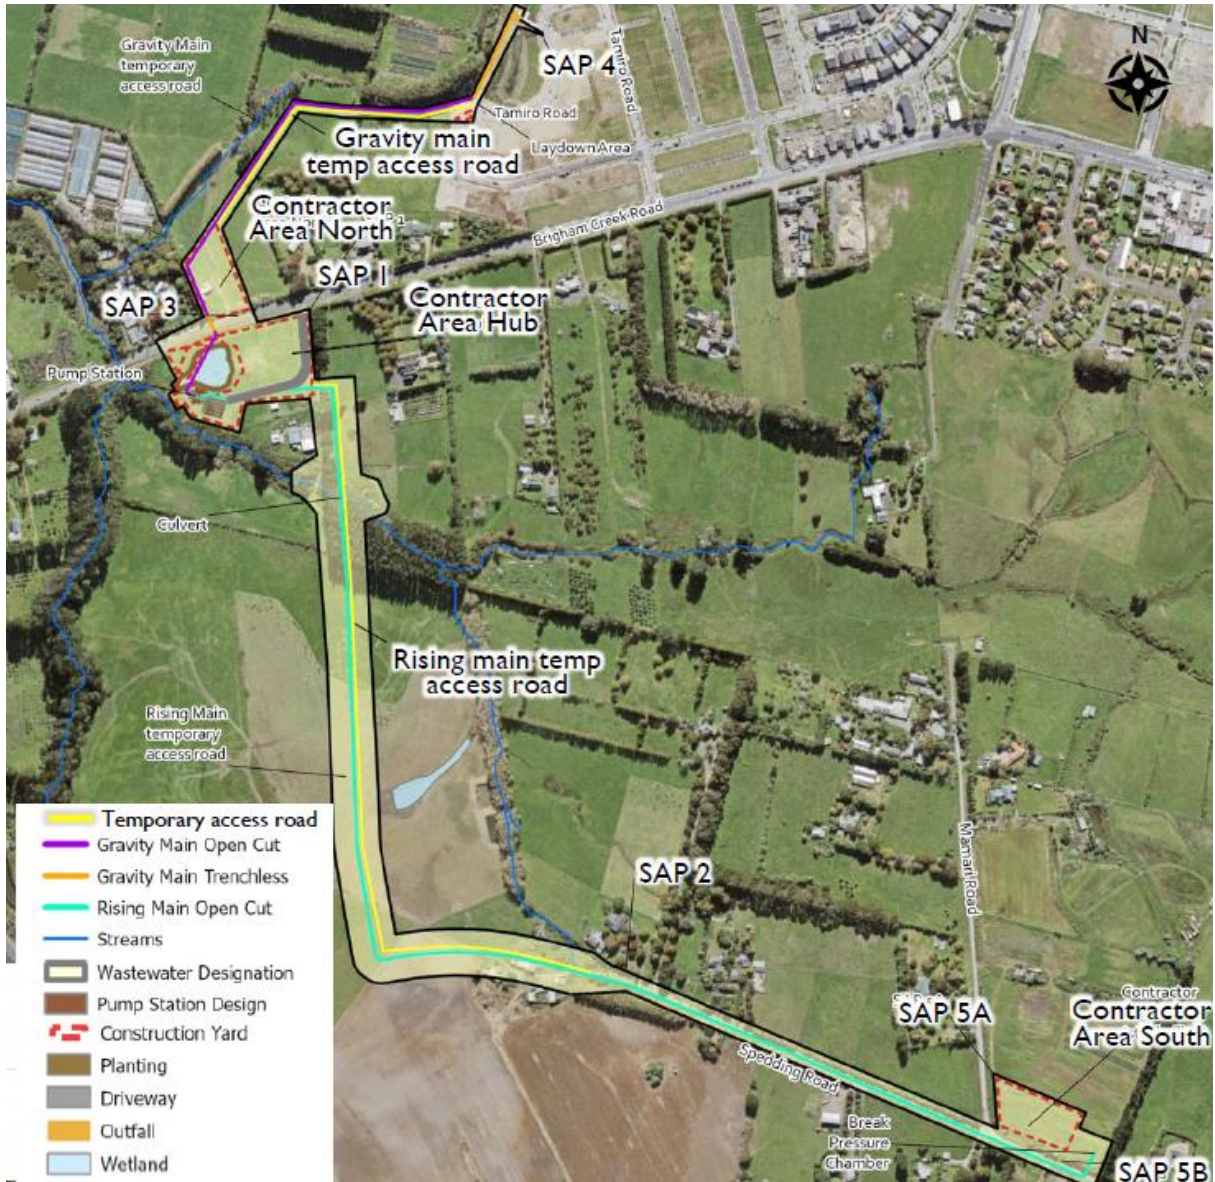 N
Gravity Main
temporary
access road
SAP 4
Tamiro Road
Tamiro Road
Laydown Area
Gravity main
temp access road
Contractor
Area North
Brigham Creek Road
SAP 1
SAP 3
Contractor
Area Hub
Pump Station
Culvert
Rising main temp
access road
Rising Main
temporary
access road
Temporary access road
Gravity Main Open Cut
Gravity Main Trenchless
Rising Main Open Cut
Streams
Wastewater Designation
Pump Station Design
Construction Yard
Planting
Driveway
Outfall
Wetland
SAP 2
Mamari Road
Contractor
SAP 5A
Contractor
Area South
Spedding Road
Break
Pressure
Chamber
SAP 5B